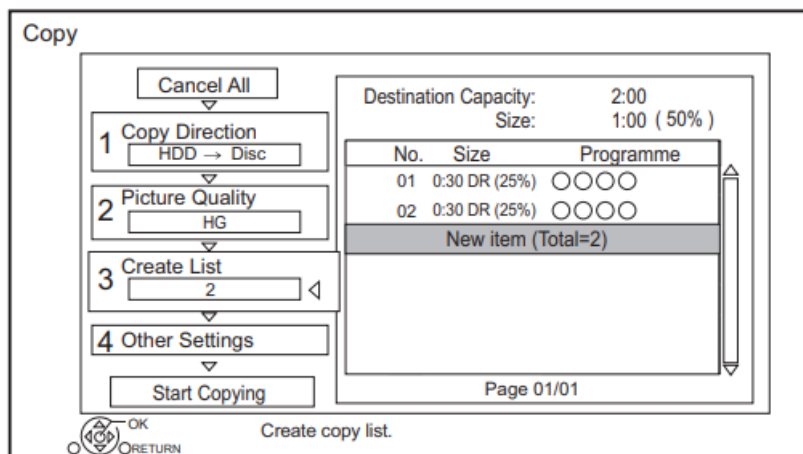 Copy
Cancel All
1 Copy Direction
HDD → Disc
2 Picture Quality
HG
3 Create List
2
4 Other Settings
Start Copying
Destination Capacity: 2:00
Size: 1:00 ( 50% )
No. Size Programme
01 0:30 DR (25%) ○○○○
02 0:30 DR (25%) ○○○○
New item (Total=2)
Page 01/01
OK
RETURN
Create copy list.